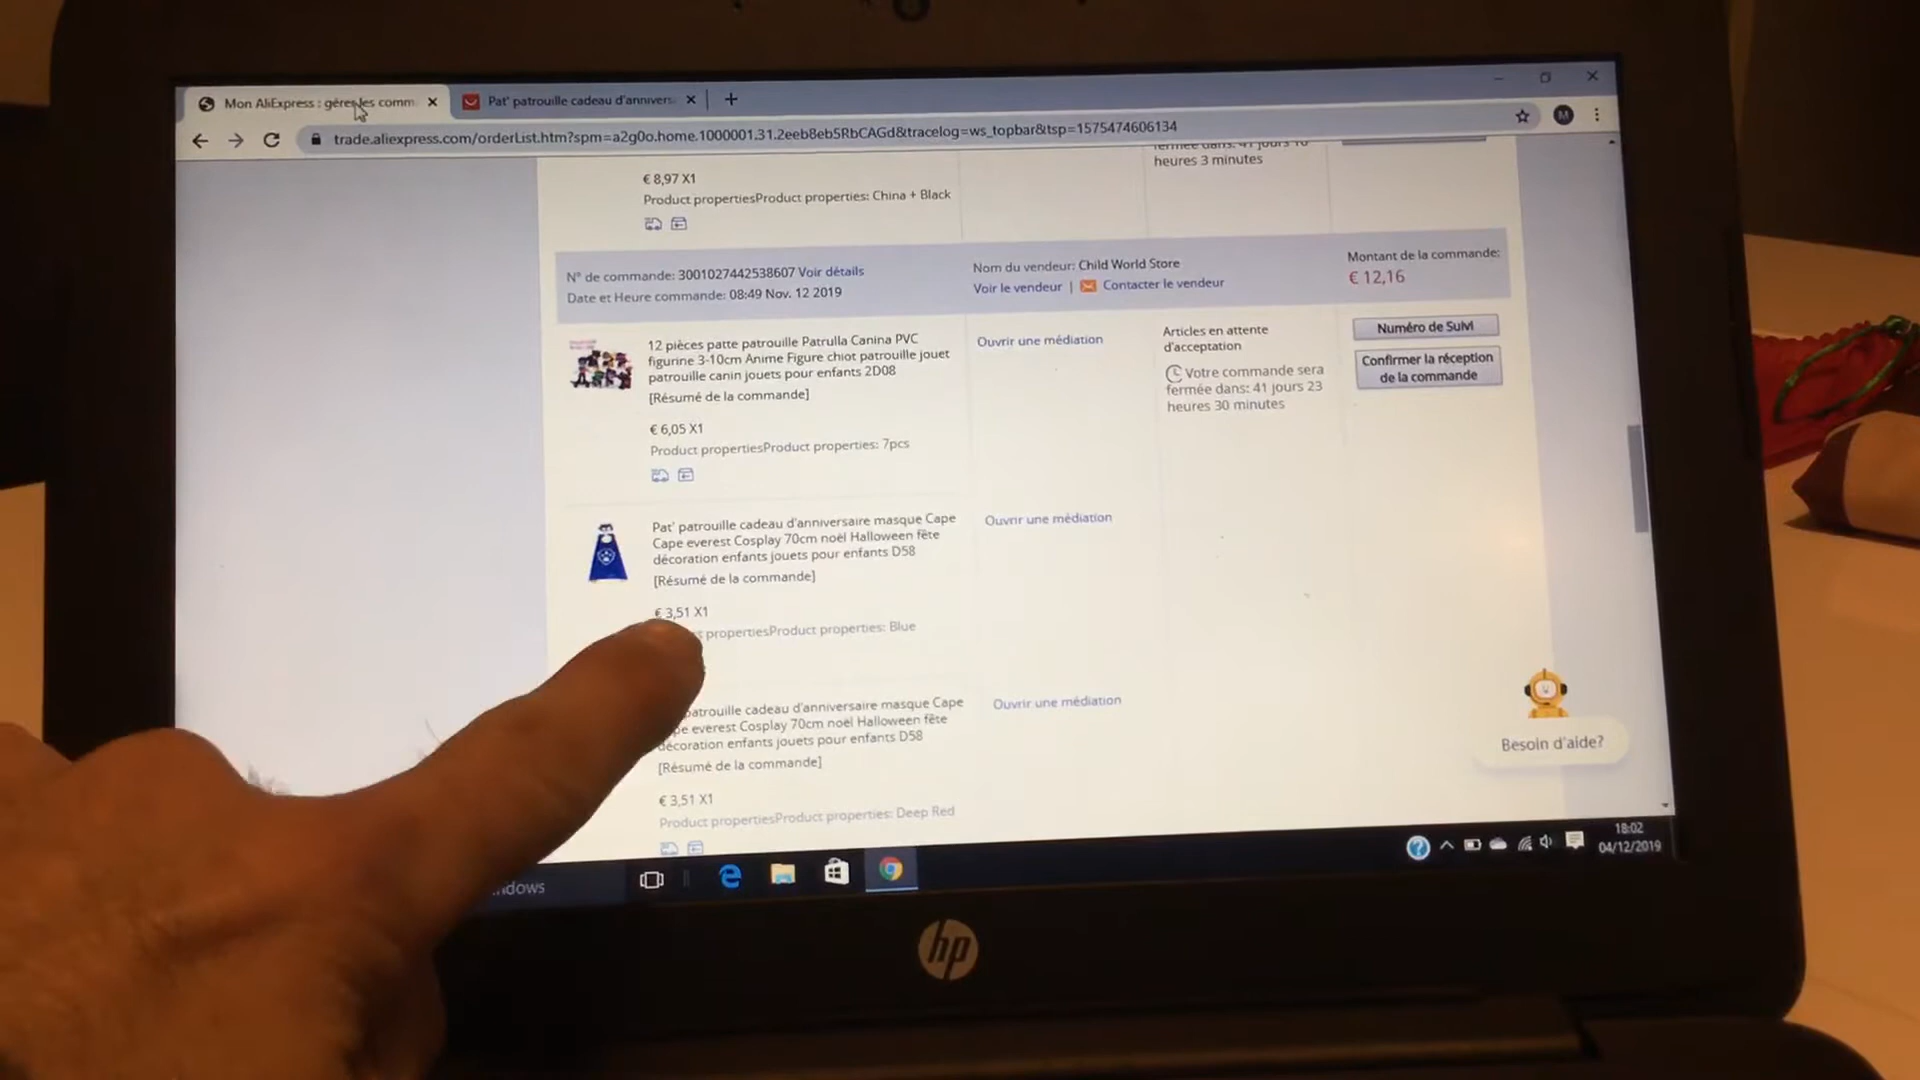 Mon AliExpress : gérer les comm
Pat' patrouille cadeau d'annivers
trade.aliexpress.com/orderList.htm?spm=a2g0o.home.1000001.31.2eeb8eb5RbCAGd&tracelog=ws_topbar&tsp=1575474606134
M
fermée dans: 41 jours
heures 3 minutes
€ 8,97 X1
Product propertiesProduct properties: China + Black
N° de commande: 3001027442538607 Voir détails
Date et Heure commande: 08:49 Nov. 12 2019
Nom du vendeur: Child World Store
Voir le vendeur | Contacter le vendeur
Montant de la commande:
€ 12,16
12 pièces patte patrouille Patrulla Canina PVC
figurine 3-10cm Anime Figure chiot patrouille jouet
patrouille canin jouets pour enfants 2D08
[Résumé de la commande]
€ 6,05 X1
Product propertiesProduct properties: 7pcs
Ouvrir une médiation
Articles en attente
d'acceptation
Votre commande sera
fermée dans: 41 jours 23
heures 30 minutes
Numéro de Suivi
Confirmer la réception
de la commande
Pat' patrouille cadeau d'anniversaire masque Cape
Cape everest Cosplay 70cm noël Halloween fête
décoration enfants jouets pour enfants D58
[Résumé de la commande]
€ 3,51 X1
propertiesProduct properties: Blue
Ouvrir une médiation
patrouille cadeau d'anniversaire masque Cape
everest Cosplay 70cm noël Halloween fête
décoration enfants jouets pour enfants D58
[Résumé de la commande]
€ 3,51 X1
Product propertiesProduct properties: Deep Red
Ouvrir une médiation
Besoin d'aide?
ndows
18:02
04/12/2019
hp